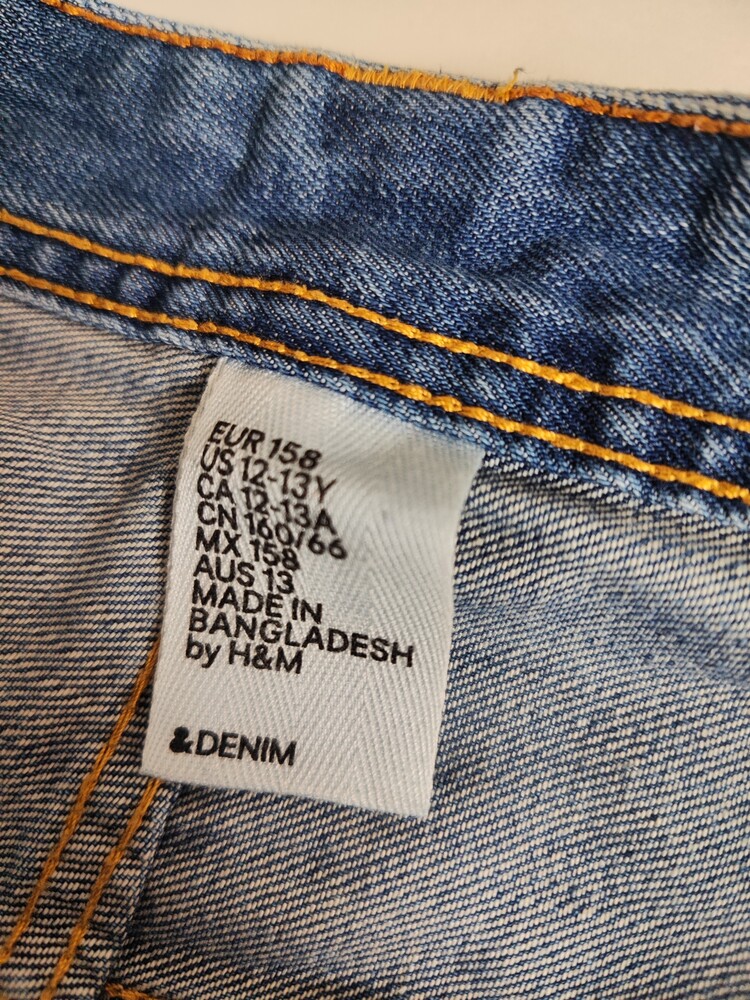 EUR 158
US 12-13Y
CA 12-13A
CN 160/66
MX 158
AUS 13
MADE IN
BANGLADESH
by H&M
&DENIM